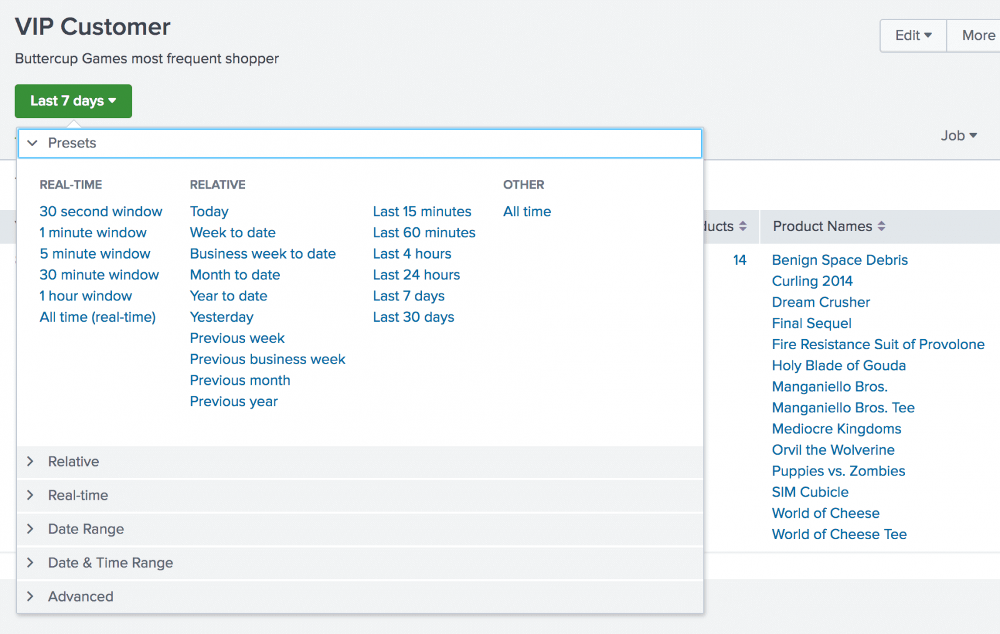 VIP Customer
Edit
More
Buttercup Games most frequent shopper
Last 7 days
Job
Presets
REAL-TIME
30 second window
1 minute window
5 minute window
30 minute window
1 hour window
All time (real-time)
RELATIVE
Today
Week to date
Business week to date
Month to date
Year to date
Yesterday
Previous week
Previous business week
Previous month
Previous year
Last 15 minutes
Last 60 minutes
Last 4 hours
Last 24 hours
Last 7 days
Last 30 days
OTHER
All time
Relative
Real-time
Date Range
Date & Time Range
Advanced
ducts
14
Product Names
Benign Space Debris
Curling 2014
Dream Crusher
Final Sequel
Fire Resistance Suit of Provolone
Holy Blade of Gouda
Manganiello Bros.
Manganiello Bros. Tee
Mediocre Kingdoms
Orvil the Wolverine
Puppies vs. Zombies
SIM Cubicle
World of Cheese
World of Cheese Tee